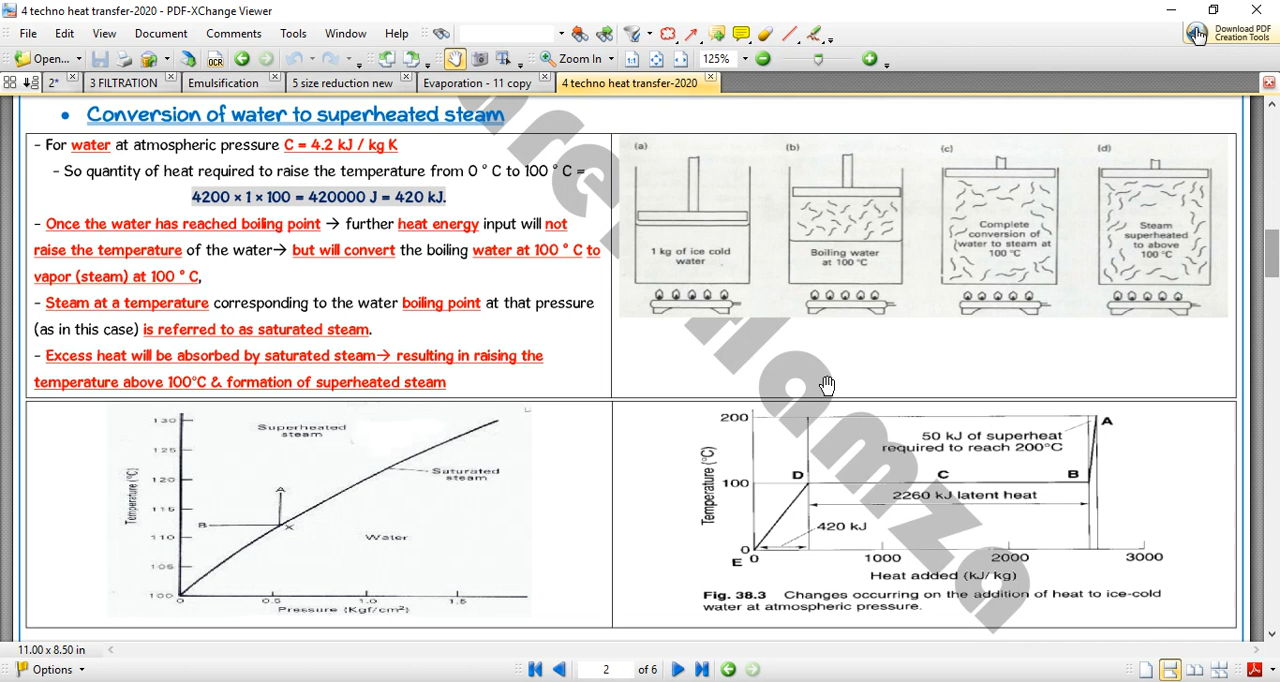 4 techno heat transfer-2020 - PDF-XChange Viewer
File Edit View Document Comments Tools Window Help
Download PDF
Creation Tools
Open... OCR Zoom In 125%
2* 3 FILTRATION Emulsification 5 size reduction new Evaporation - 11 copy 4 techno heat transfer-2020
• Conversion of water to superheated steam
- For water at atmospheric pressure C = 4.2 kJ / kg K
- So quantity of heat required to raise the temperature from 0 ° C to 100 ° C =
4200 × 1 × 100 = 420000 J = 420 kJ.
- Once the water has reached boiling point → further heat energy input will not
raise the temperature of the water→ but will convert the boiling water at 100 ° C to
vapor (steam) at 100 ° C,
- Steam at a temperature corresponding to the water boiling point at that pressure
(as in this case) is referred to as saturated steam.
- Excess heat will be absorbed by saturated steam→ resulting in raising the
temperature above 100°C & formation of superheated steam
(a) (b) (c) (d)
1 kg of ice cold
water
Boiling water
at 100 °C
Complete
conversion of
water to steam at
100 °C
Steam
superheated
to above
100 °C
130
125
120
115
110
105
100
Temperature (°C)
Superheated
steam
Saturated
steam
A
B
X
Water
0 0.5 1.0 1.5
Pressure (Kgf/cm²)
200
100
0
Temperature (°C)
50 kJ of superheat
required to reach 200°C
A
D C B
2260 kJ latent heat
420 kJ
E 0 1000 2000 3000
Heat added (kJ/kg)
Fig. 38.3 Changes occurring on the addition of heat to ice-cold
water at atmospheric pressure.
11.00 x 8.50 in
Options 2 of 6